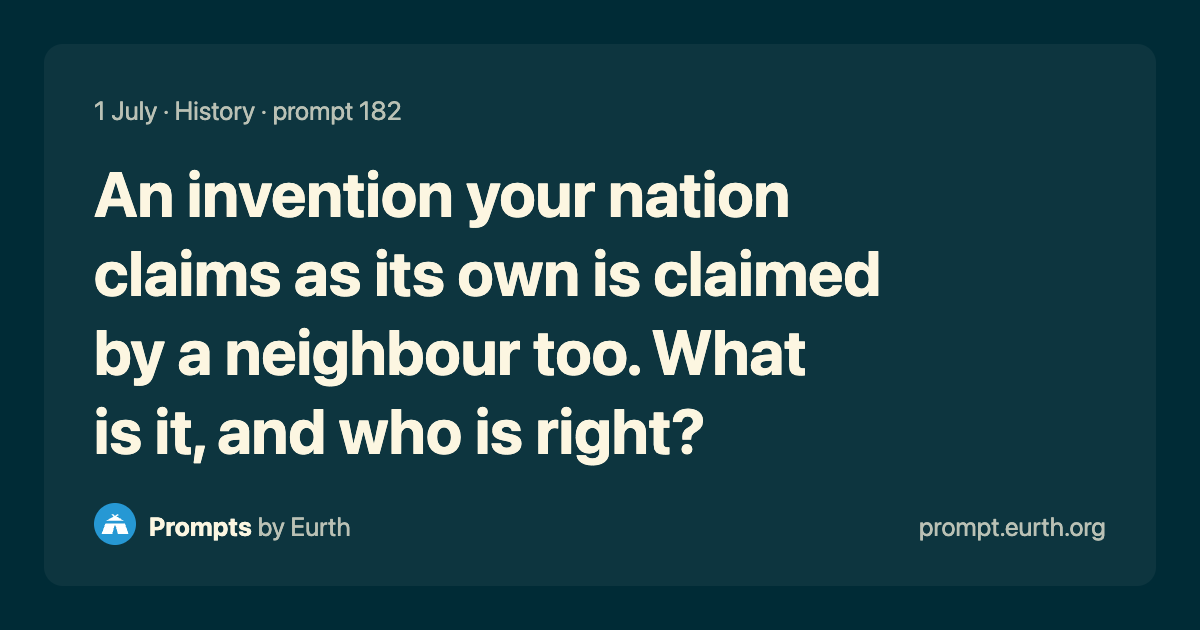 1 July · History · prompt 182
An invention your nation
claims as its own is claimed
by a neighbour too. What
is it, and who is right?
Prompts by Eurth
prompt.eurth.org